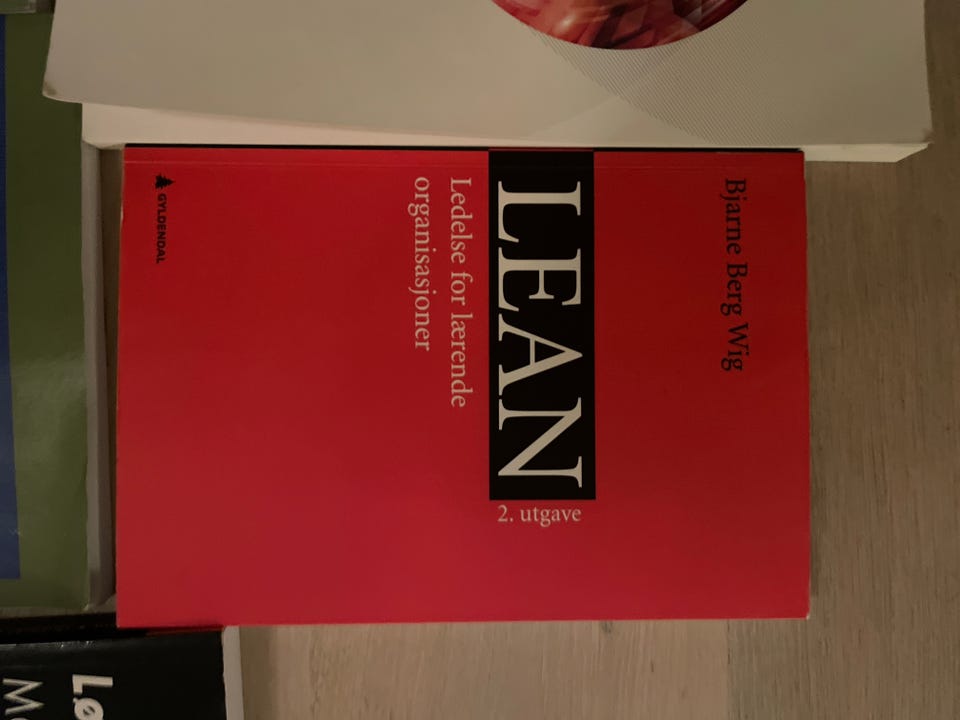 Bjarne Berg Wig
LEAN
2. utgave
Ledelse for lærende
organisasjoner
GYLDENDAL